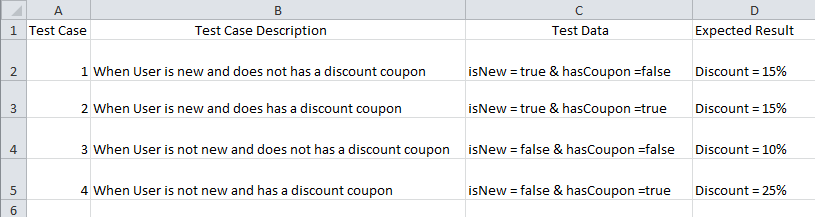 A B C D
1 Test Case Test Case Description Test Data Expected Result
2 1 When User is new and does not has a discount coupon isNew = true & hasCoupon =false Discount = 15%
3 2 When User is new and does has a discount coupon isNew = true & hasCoupon =true Discount = 15%
4 3 When User is not new and does not has a discount coupon isNew = false & hasCoupon =false Discount = 10%
5 4 When User is not new and has a discount coupon isNew = false & hasCoupon =true Discount = 25%
6